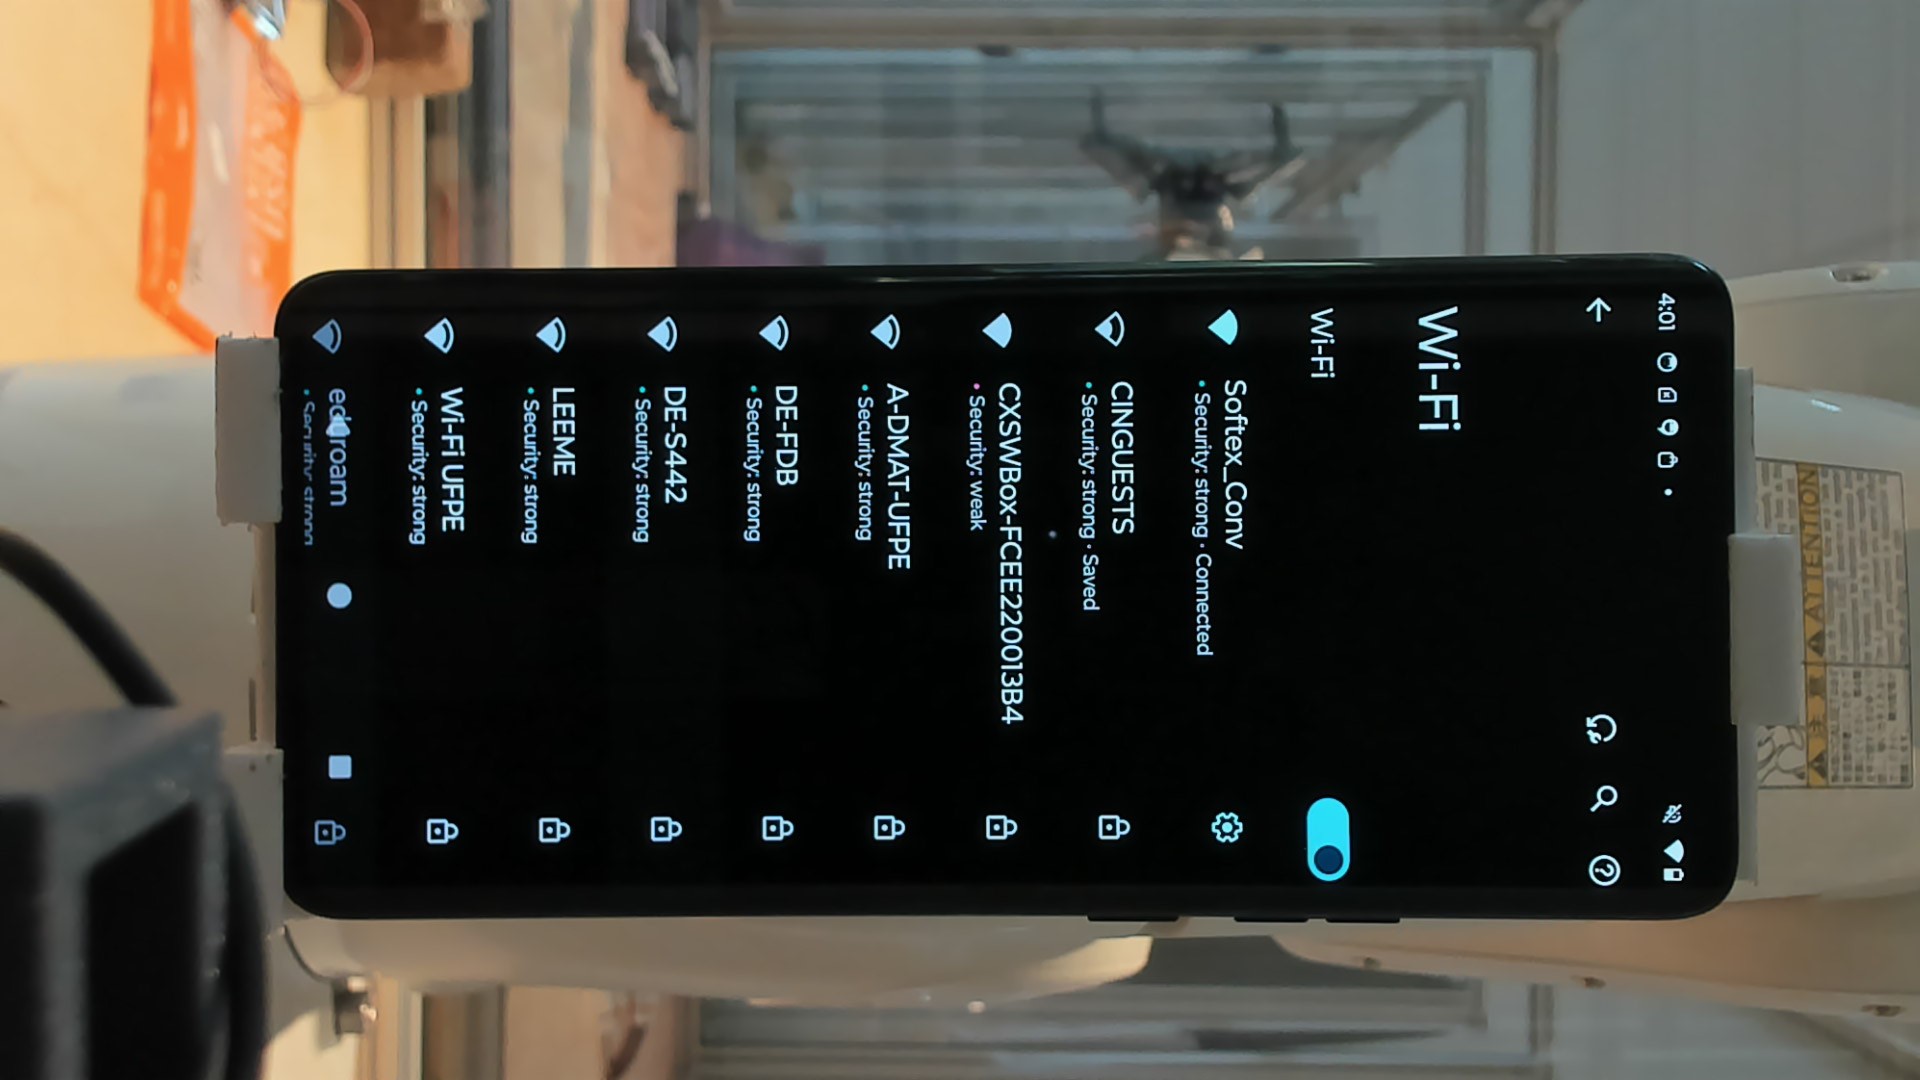 4:01
Wi-Fi
Wi-Fi
Softex_Conv
Security: strong · Connected
CINGUESTS
Security: strong · Saved
CXSWBox-FCEE220013B4
Security: weak
A-DMAT-UFPE
Security: strong
DE-FDB
Security: strong
DE-S442
Security: strong
LEEME
Security: strong
Wi-Fi UFPE
Security: strong
eduroam
Security: strong
ATTENTION